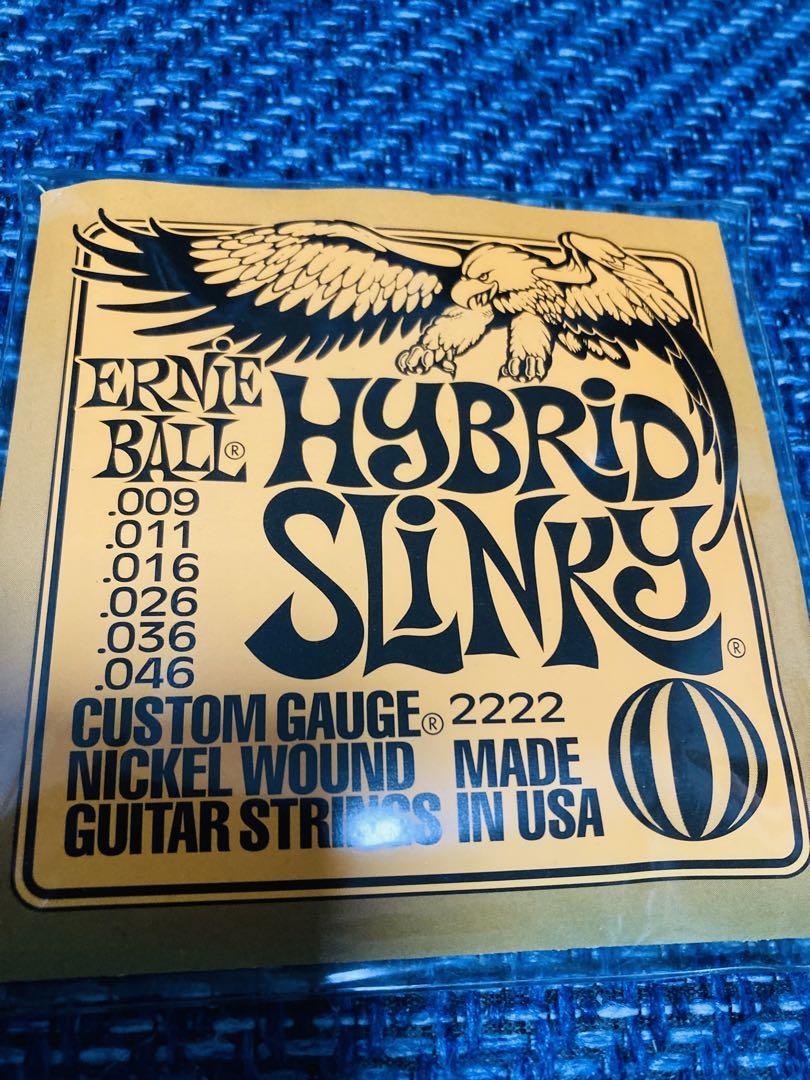 ERNiE
BALL®
HYBRiD
SLiNKY®
.009
.011
.016
.026
.036
.046
CUSTOM GAUGE® 2222
NICKEL WOUND
GUITAR STRINGS
MADE
IN USA